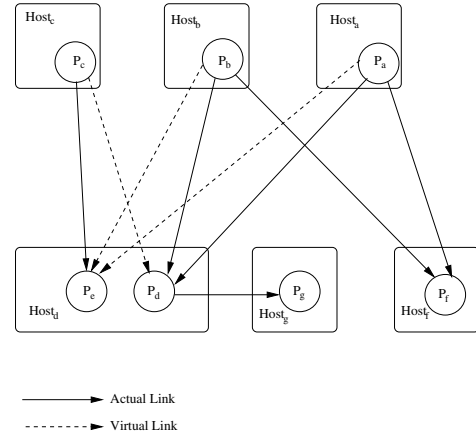 Host_c
Host_b
Host_a
P_c
P_b
P_a
P_e
P_d
P_g
P_f
Host_d
Host_g
Host_f
Actual Link
Virtual Link